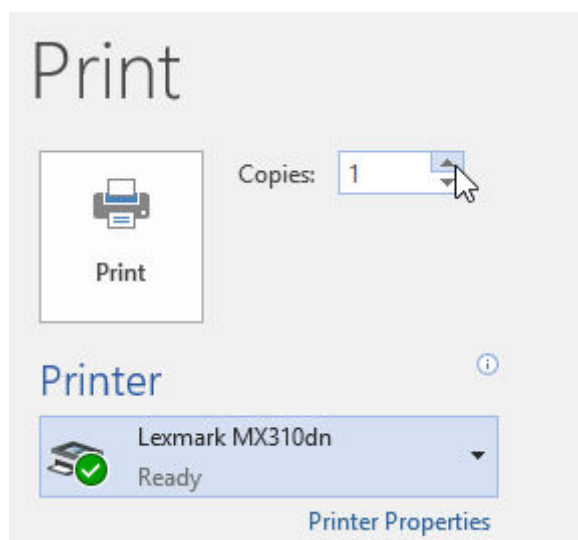 Print
Copies: 1
Print
Printer
Lexmark MX310dn
Ready
Printer Properties